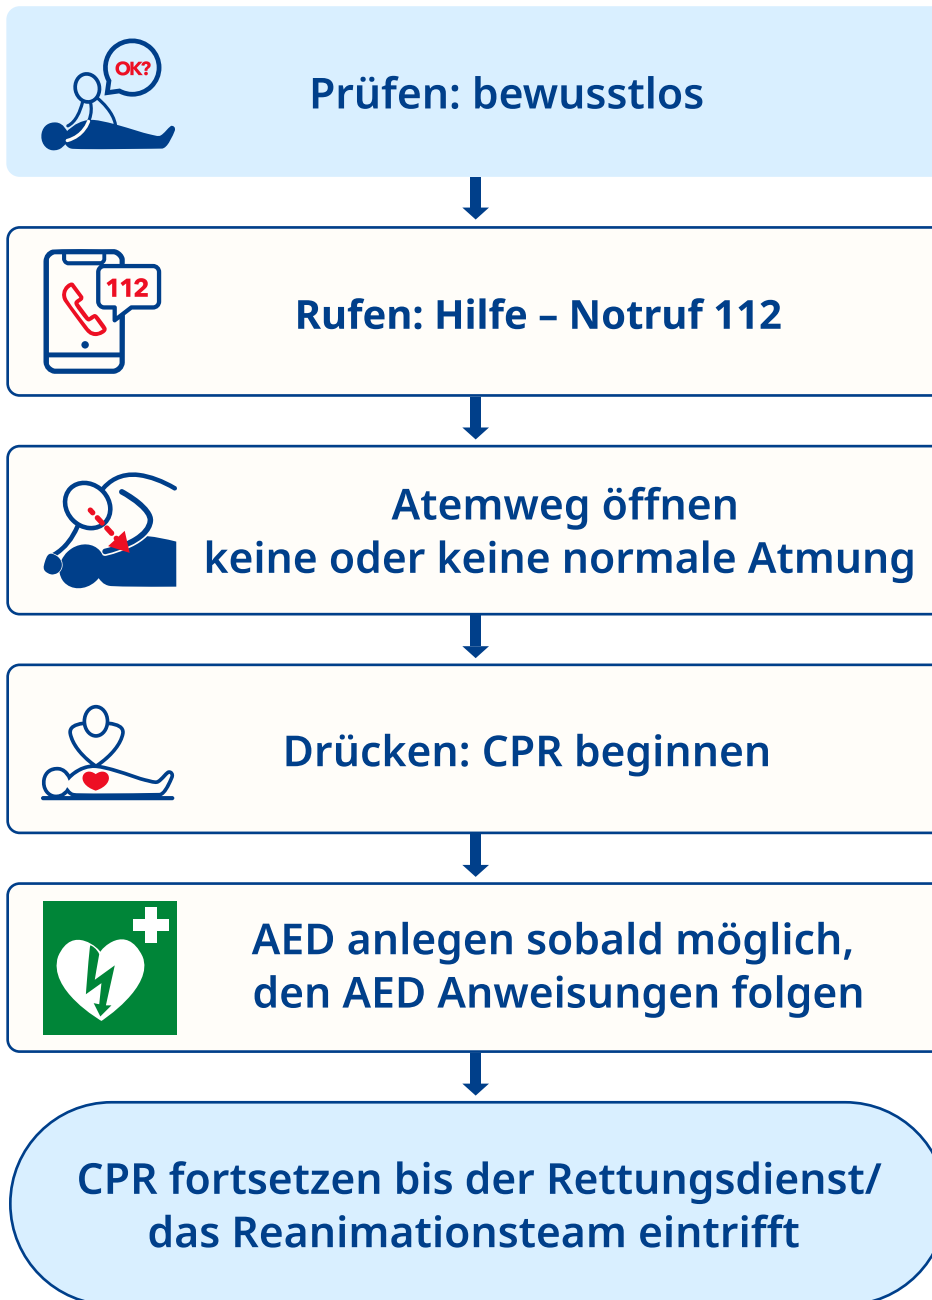 OK?
Prüfen: bewusstlos
112
Rufen: Hilfe – Notruf 112
Atemweg öffnen
keine oder keine normale Atmung
Drücken: CPR beginnen
AED anlegen sobald möglich,
den AED Anweisungen folgen
CPR fortsetzen bis der Rettungsdienst/
das Reanimationsteam eintrifft